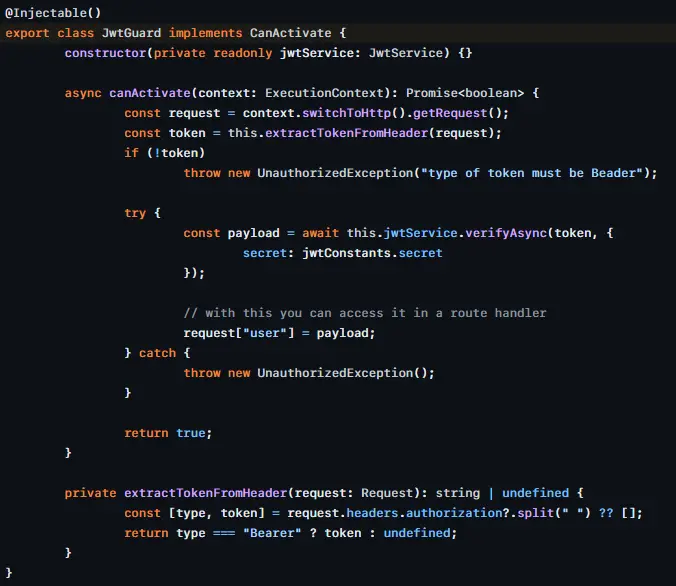 @Injectable()
export class JwtGuard implements CanActivate {
constructor(private readonly jwtService: JwtService) {}
async canActivate(context: ExecutionContext): Promise<boolean> {
const request = context.switchToHttp().getRequest();
const token = this.extractTokenFromHeader(request);
if (!token)
throw new UnauthorizedException("type of token must be Beader");
try {
const payload = await this.jwtService.verifyAsync(token, {
secret: jwtConstants.secret
});
// with this you can access it in a route handler
request["user"] = payload;
} catch {
throw new UnauthorizedException();
}
return true;
}
private extractTokenFromHeader(request: Request): string | undefined {
const [type, token] = request.headers.authorization?.split(" ") ?? [];
return type === "Bearer" ? token : undefined;
}
}